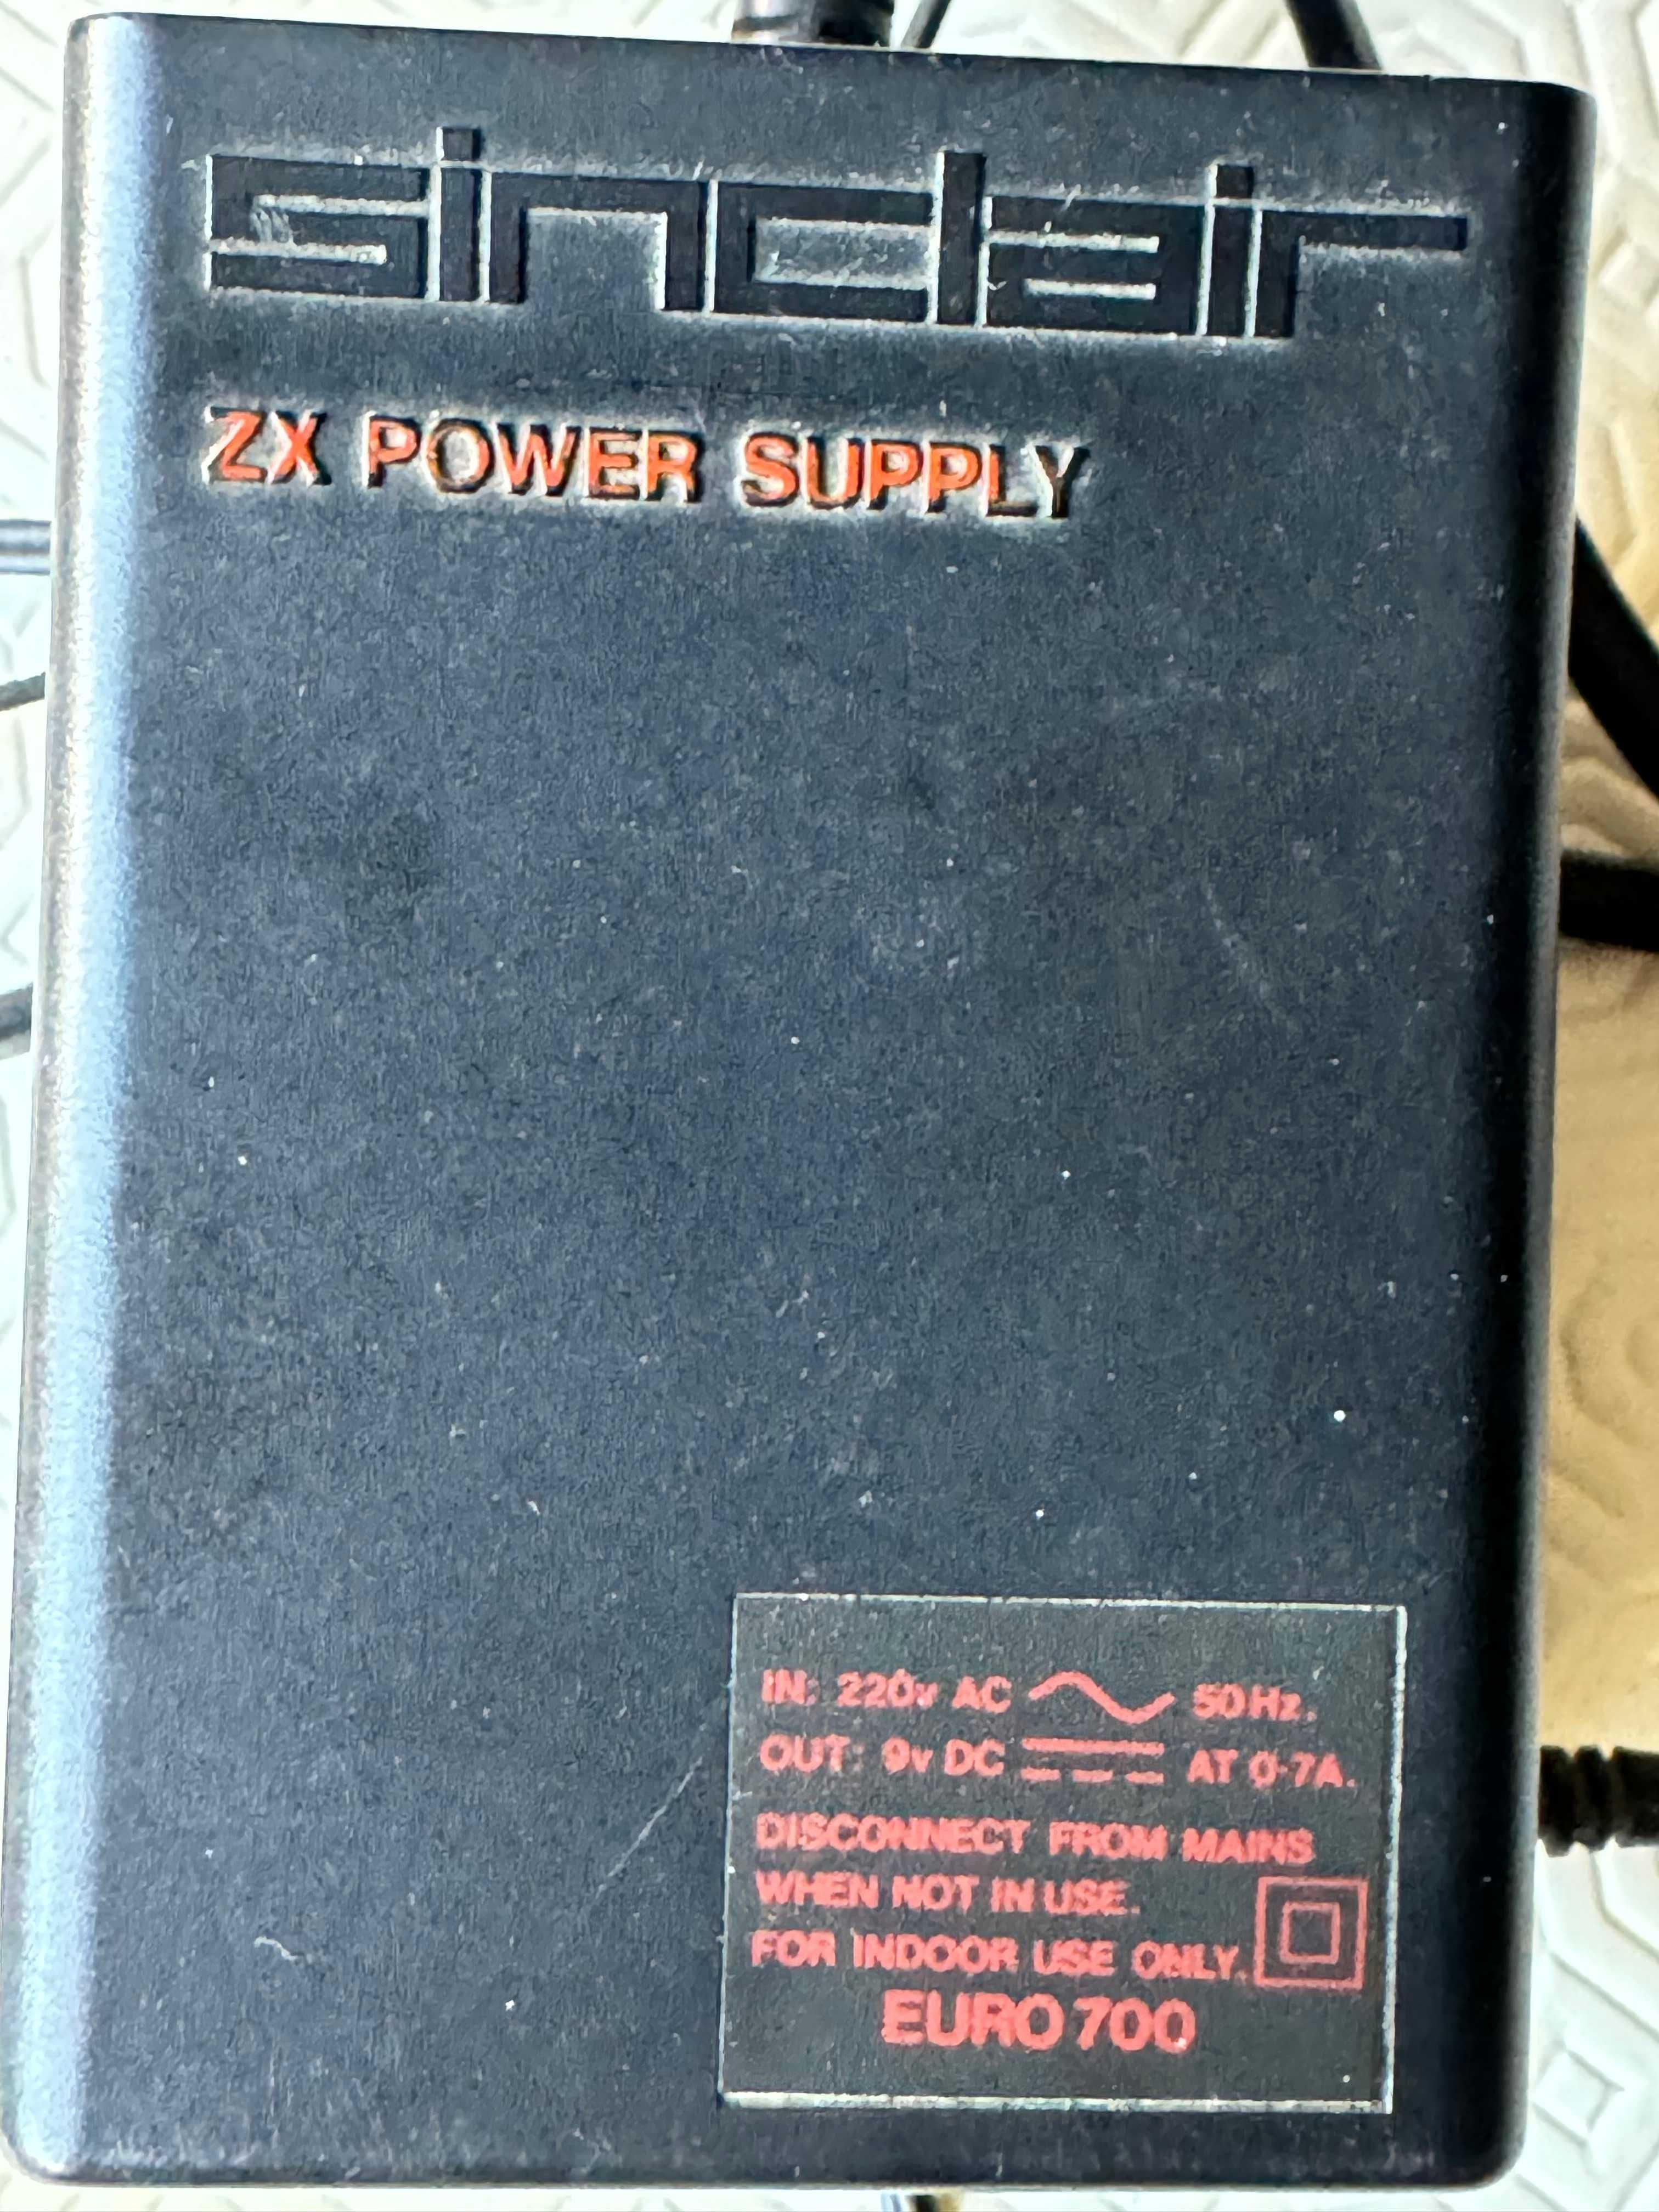 sinclair
ZX POWER SUPPLY
IN: 220v AC 50Hz.
OUT: 9v DC AT 0·7A.
DISCONNECT FROM MAINS
WHEN NOT IN USE.
FOR INDOOR USE ONLY.
EURO 700